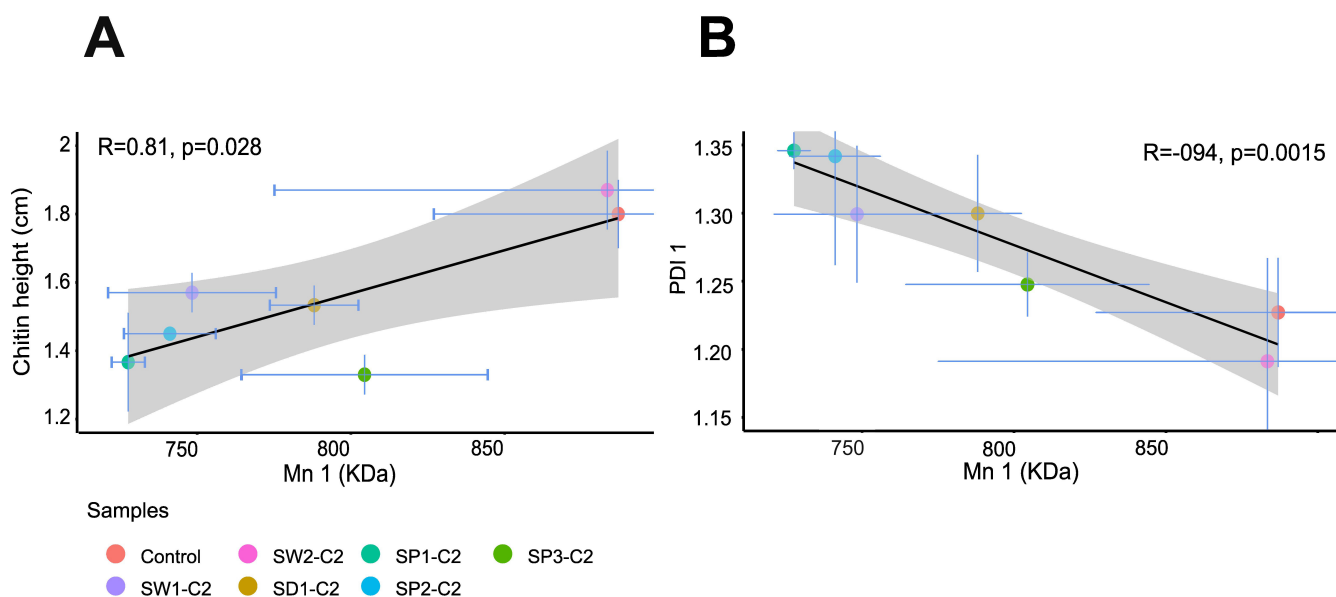 A
B
R=0.81, p=0.028
R=-094, p=0.0015
Chitin height (cm)
2
1.8
1.6
1.4
1.2
750
800
850
Mn 1 (KDa)
PDI 1
1.35
1.30
1.25
1.20
1.15
750
800
850
Mn 1 (KDa)
Samples
Control
SW2-C2
SP1-C2
SP3-C2
SW1-C2
SD1-C2
SP2-C2